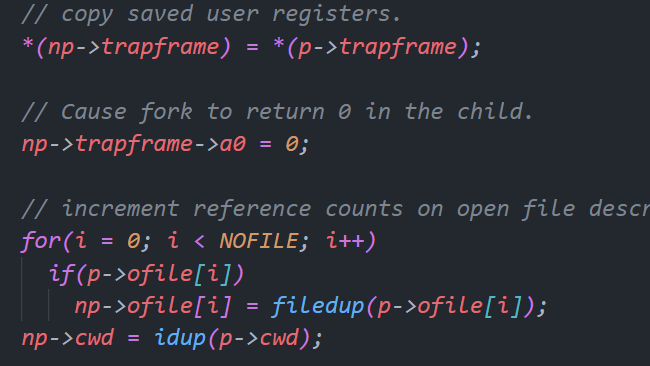 // copy saved user registers.
*(np->trapframe) = *(p->trapframe);
// Cause fork to return 0 in the child.
np->trapframe->a0 = 0;
// increment reference counts on open file descr
for(i = 0; i < NOFILE; i++)
if(p->ofile[i])
np->ofile[i] = filedup(p->ofile[i]);
np->cwd = idup(p->cwd);